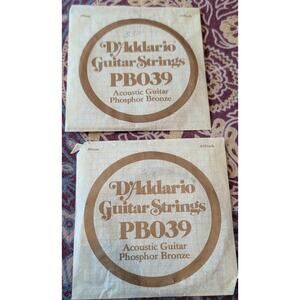 D'Addario
Guitar Strings
PB039
Acoustic Guitar
Phosphor Bronze
D'Addario
Guitar Strings
PB039
Acoustic Guitar
Phosphor Bronze